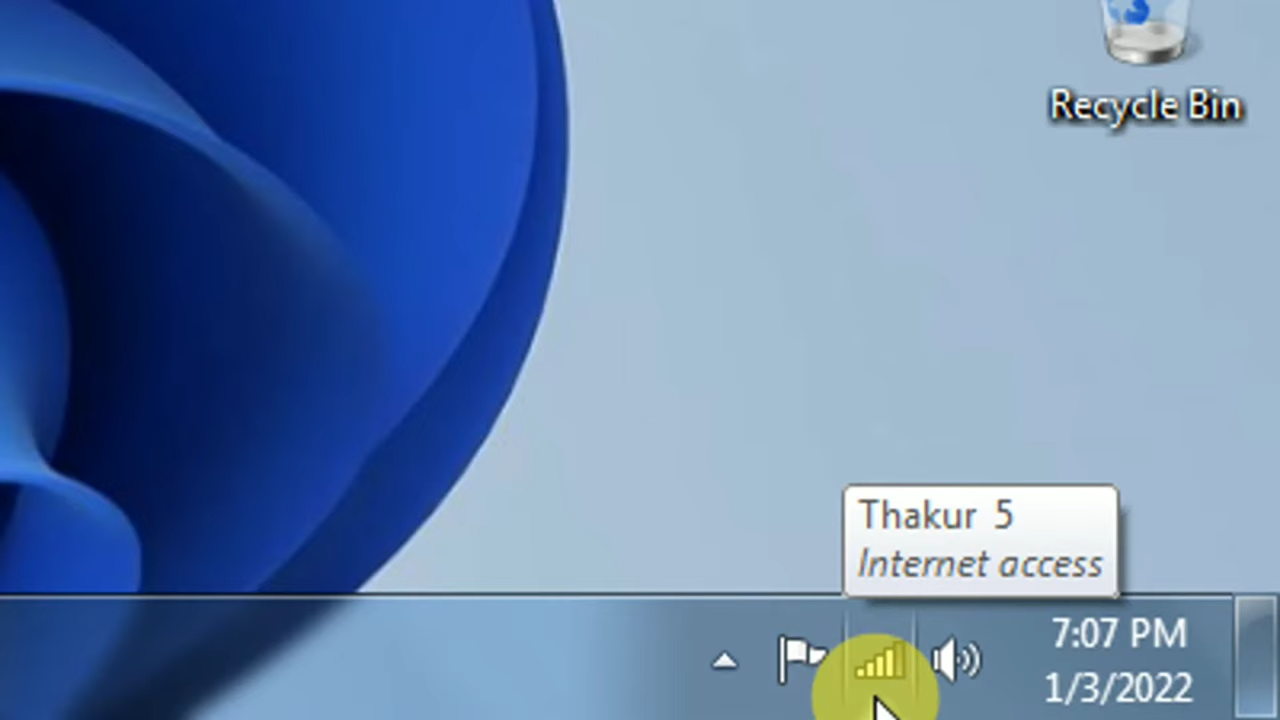 Recycle Bin
Thakur 5
Internet access
7:07 PM
1/3/2022